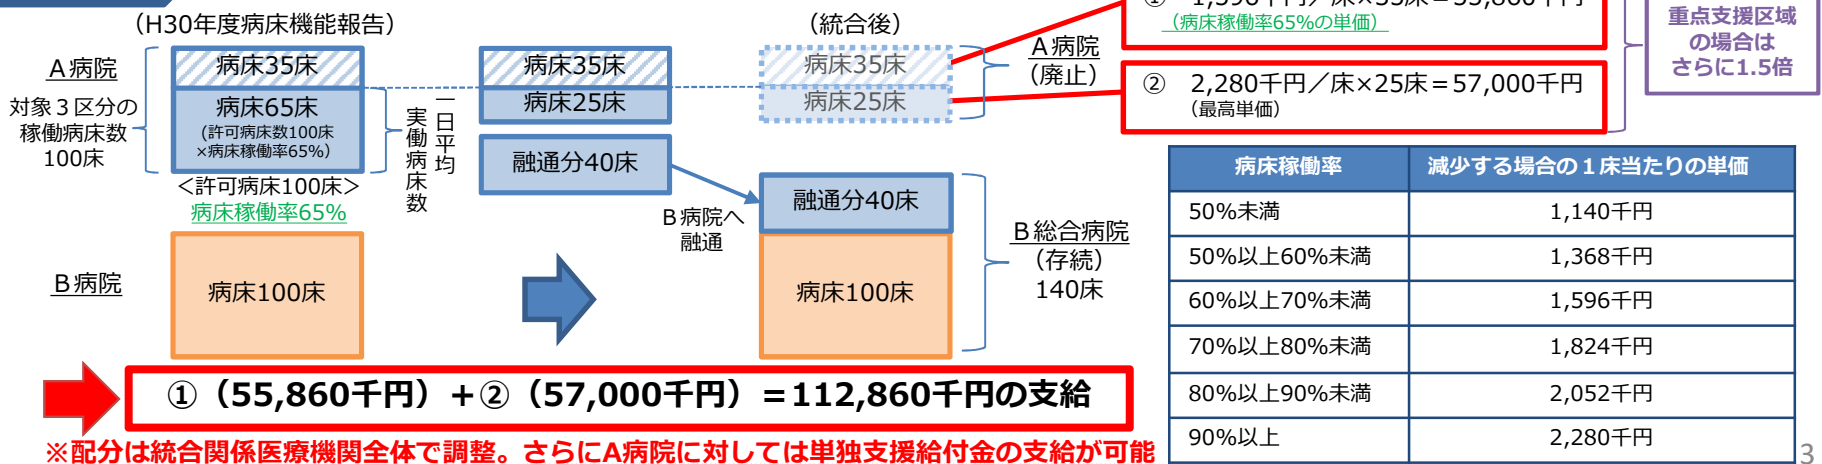 （H30年度病床機能報告）
A病院
対象３区分の
稼働病床数
100床
病床35床
病床65床
(許可病床数100床
×病床稼働率65%)
＜許可病床100床＞
病床稼働率65%
一日平均
実働病床数
B病院
病床100床
病床35床
病床25床
融通分40床
B病院へ
融通
（統合後）
病床35床
病床25床
A病院
（廃止）
融通分40床
病床100床
B総合病院
（存続）
140床
（病床稼働率65%の単価）
②　2,280千円／床×25床＝57,000千円
（最高単価）
重点支援区域
の場合は
さらに1.5倍
病床稼働率　減少する場合の１床当たりの単価
50%未満　1,140千円
50%以上60%未満　1,368千円
60%以上70%未満　1,596千円
70%以上80%未満　1,824千円
80%以上90%未満　2,052千円
90%以上　2,280千円
①（55,860千円）＋②（57,000千円）＝112,860千円の支給
※配分は統合関係医療機関全体で調整。さらにA病院に対しては単独支援給付金の支給が可能
3